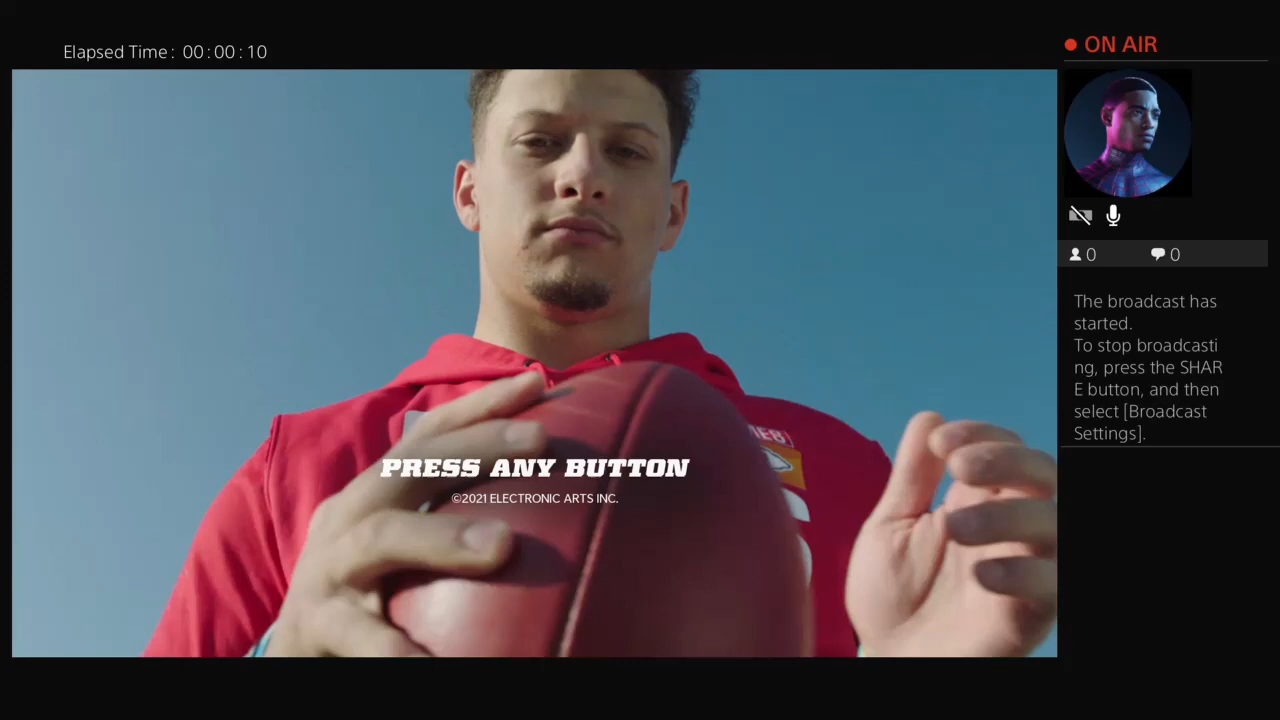 Elapsed Time: 00:00:10
ON AIR
0
0
The broadcast has
started.
To stop broadcasti
ng, press the SHAR
E button, and then
select [Broadcast
Settings].
PRESS ANY BUTTON
©2021 ELECTRONIC ARTS INC.